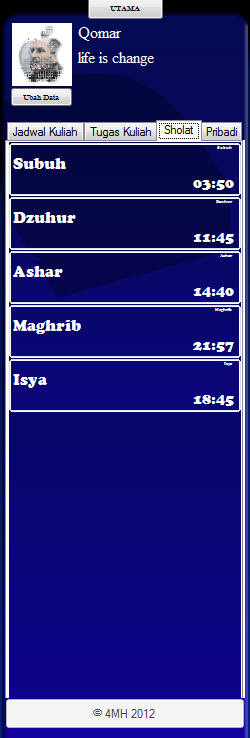 UTAMA
Qomar
life is change
Ubah Data
Jadwal Kuliah Tugas Kuliah Sholat Pribadi
Subuh
Subuh
03:50
Dzuhur
Dzuhur
11:45
Ashar
Ashar
14:40
Maghrib
Maghrib
21:57
Isya
Isya
18:45
© 4MH 2012